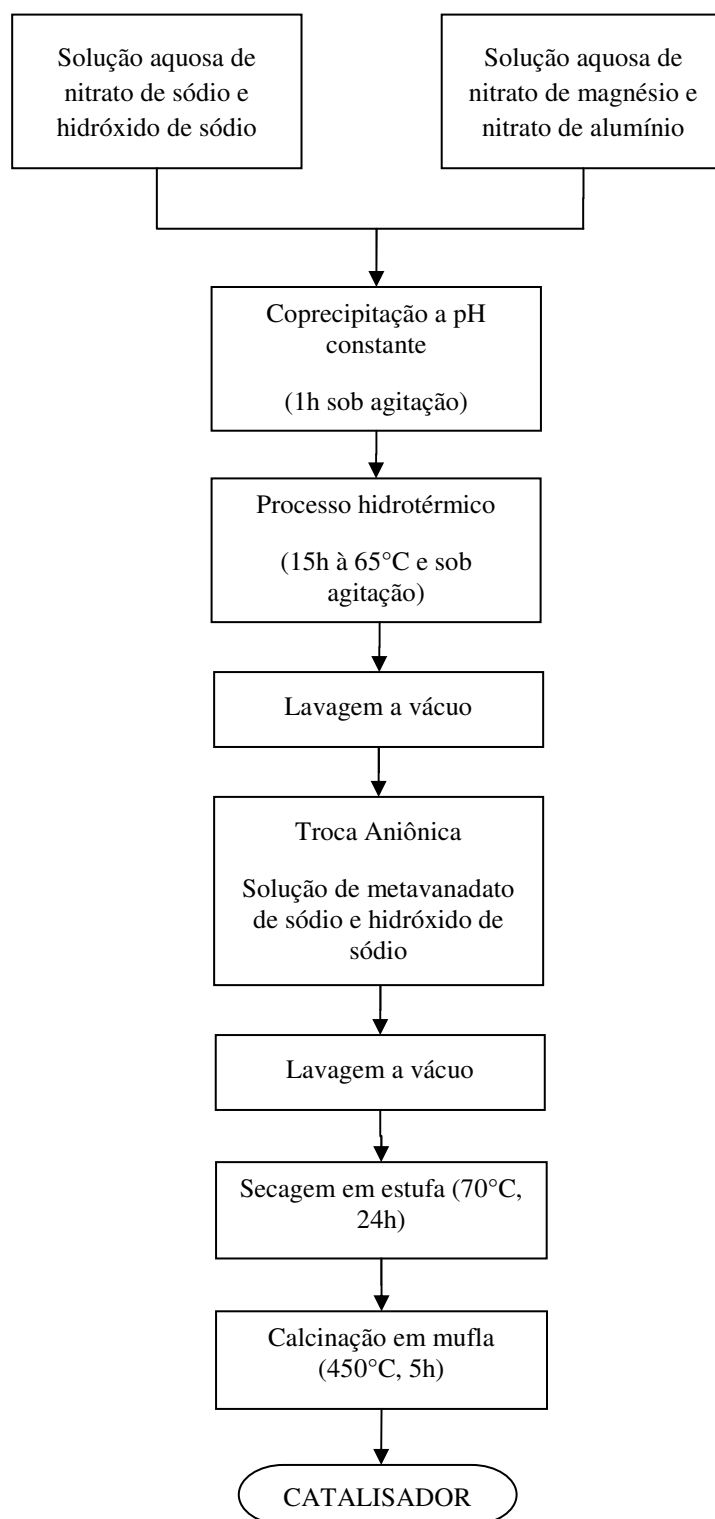 Solução aquosa de
nitrato de sódio e
hidróxido de sódio
Solução aquosa de
nitrato de magnésio e
nitrato de alumínio
Coprecipitação a pH
constante
(1h sob agitação)
Processo hidrotérmico
(15h à 65°C e sob
agitação)
Lavagem a vácuo
Troca Aniônica
Solução de metavanadato
de sódio e hidróxido de
sódio
Lavagem a vácuo
Secagem em estufa (70°C,
24h)
Calcinação em mufla
(450°C, 5h)
CATALISADOR